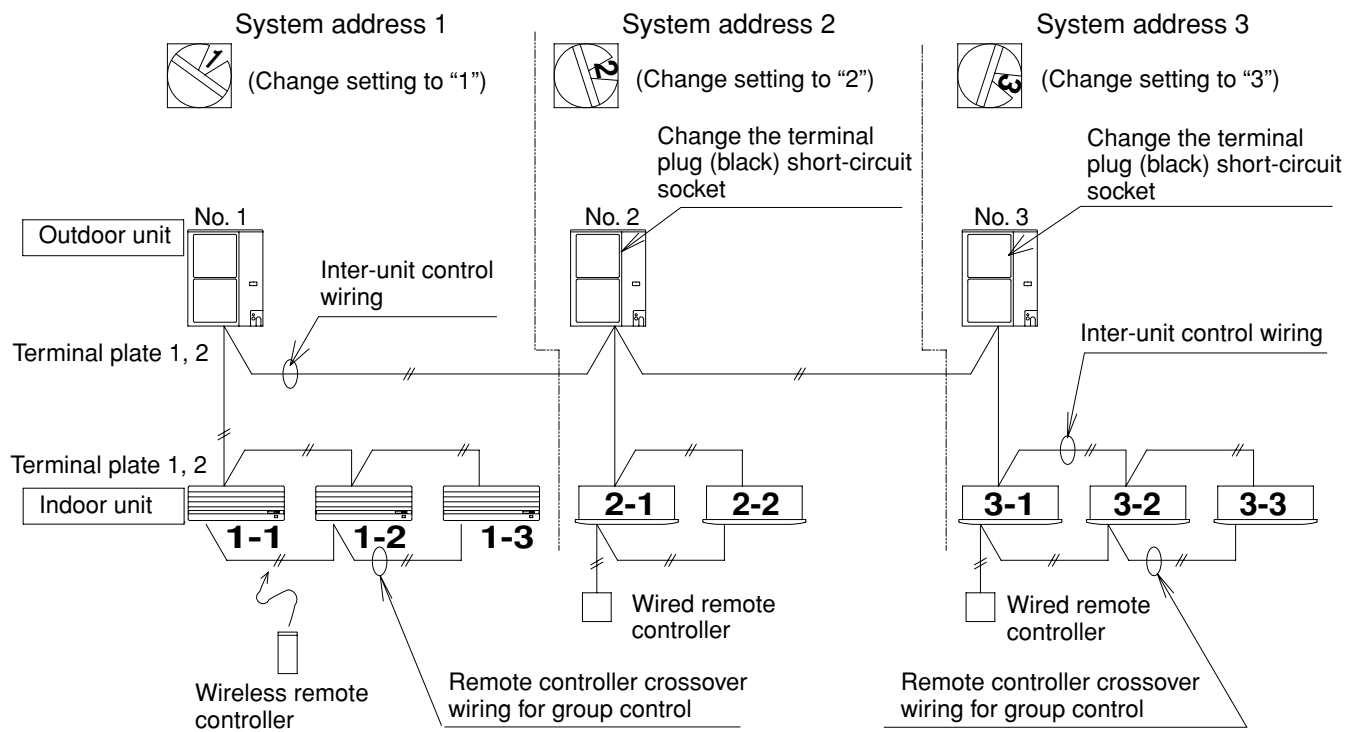 System address 1
1
(Change setting to “1”)
System address 2
2
(Change setting to “2”)
System address 3
3
(Change setting to “3”)
Change the terminal
plug (black) short-circuit
socket
Change the terminal
plug (black) short-circuit
socket
Outdoor unit
No. 1
No. 2
No. 3
Inter-unit control
wiring
Inter-unit control wiring
Terminal plate 1, 2
Terminal plate 1, 2
Indoor unit
1-1
1-2
1-3
2-1
2-2
3-1
3-2
3-3
Wireless remote
controller
Remote controller crossover
wiring for group control
Wired remote
controller
Wired remote
controller
Remote controller crossover
wiring for group control